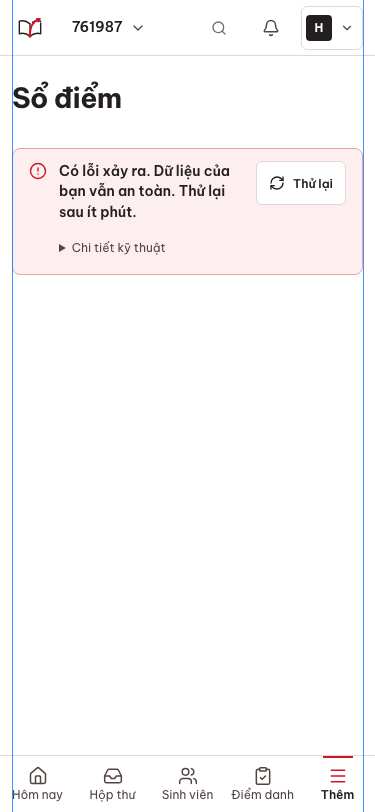 761987
H
Sổ điểm
Có lỗi xảy ra. Dữ liệu của
bạn vẫn an toàn. Thử lại
sau ít phút.
Thử lại
Chi tiết kỹ thuật
Hôm nay
Hộp thư
Sinh viên
Điểm danh
Thêm